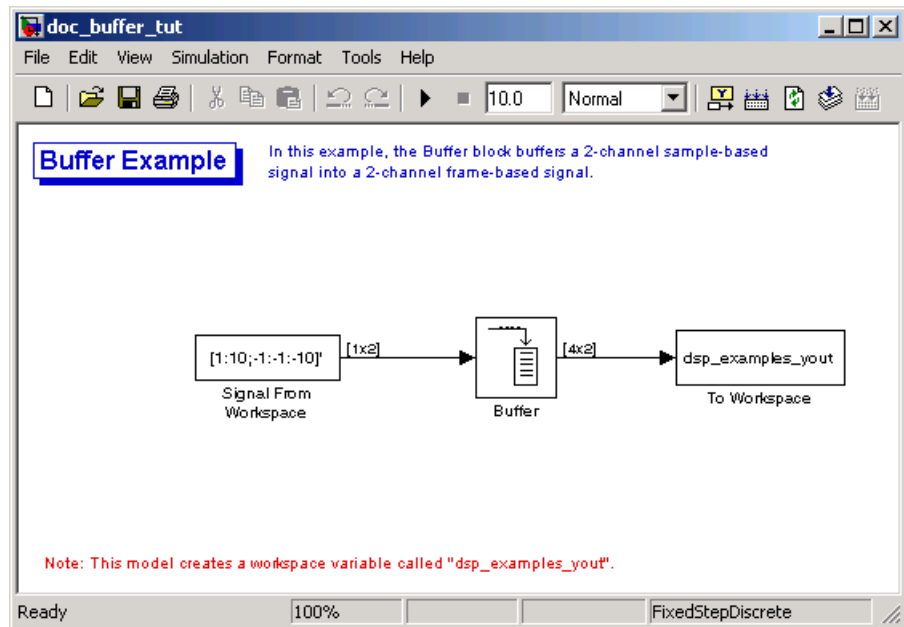 doc_buffer_tut
File Edit View Simulation Format Tools Help
10.0 Normal
Buffer Example
In this example, the Buffer block buffers a 2-channel sample-based
signal into a 2-channel frame-based signal.
[1:10;-1:-1:-10]'
[1x2]
[4x2]
dsp_examples_yout
Signal From
Workspace
Buffer
To Workspace
Note: This model creates a workspace variable called "dsp_examples_yout".
Ready 100% FixedStepDiscrete